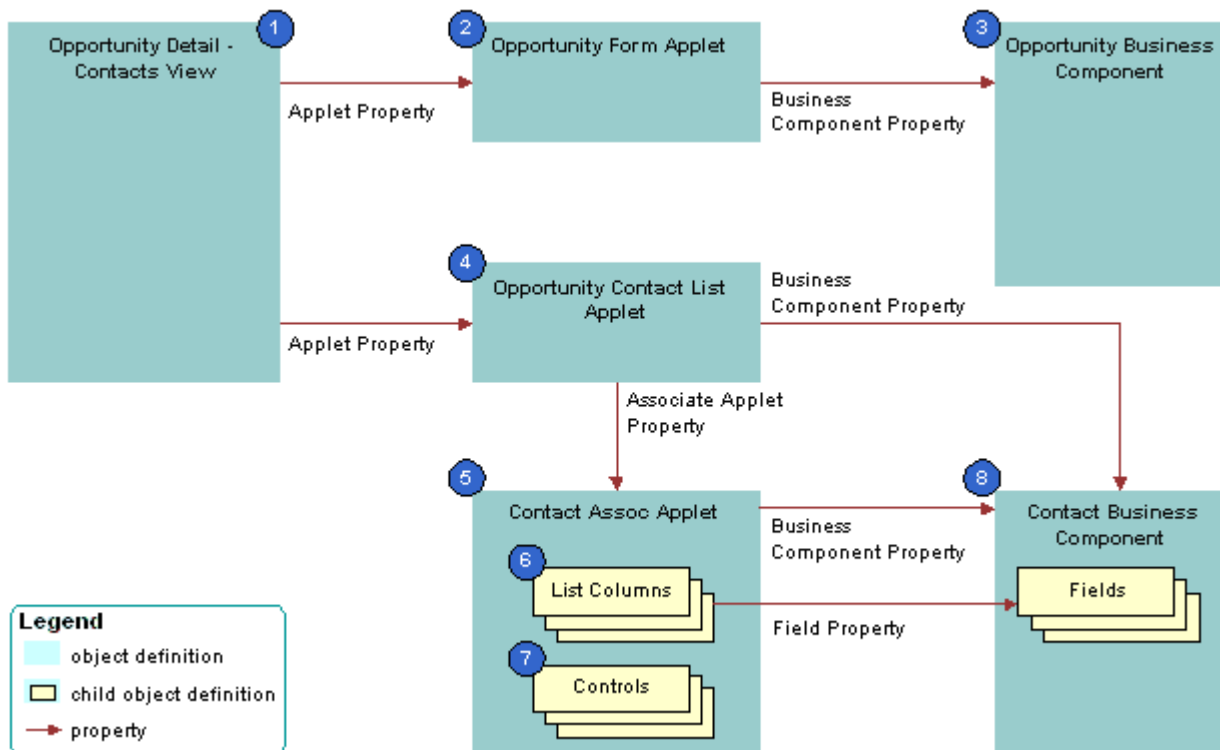 1
Opportunity Detail -
Contacts View
2
Opportunity Form Applet
3
Opportunity Business
Component
Applet Property
Business
Component Property
4
Opportunity Contact List
Applet
Business
Component Property
Applet Property
Associate Applet
Property
5
Contact Assoc Applet
8
Contact Business
Component
Business
Component Property
6
List Columns
Fields
Field Property
7
Controls
Legend
object definition
child object definition
property